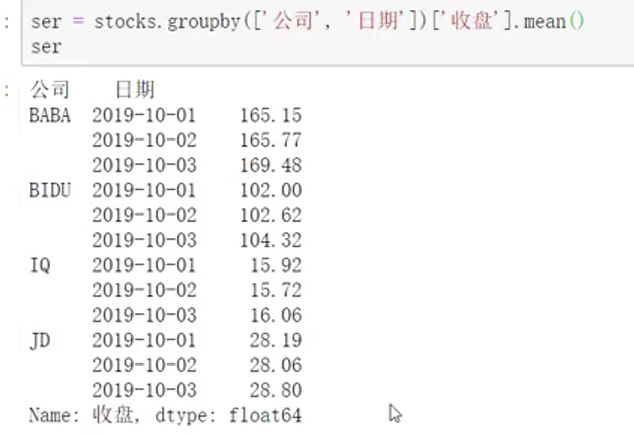 : ser = stocks.groupby(['公司', '日期'])['收盘'].mean()
ser
: 公司    日期
BABA  2019-10-01    165.15
      2019-10-02    165.77
      2019-10-03    169.48
BIDU  2019-10-01    102.00
      2019-10-02    102.62
      2019-10-03    104.32
IQ    2019-10-01     15.92
      2019-10-02     15.72
      2019-10-03     16.06
JD    2019-10-01     28.19
      2019-10-02     28.06
      2019-10-03     28.80
Name: 收盘, dtype: float64